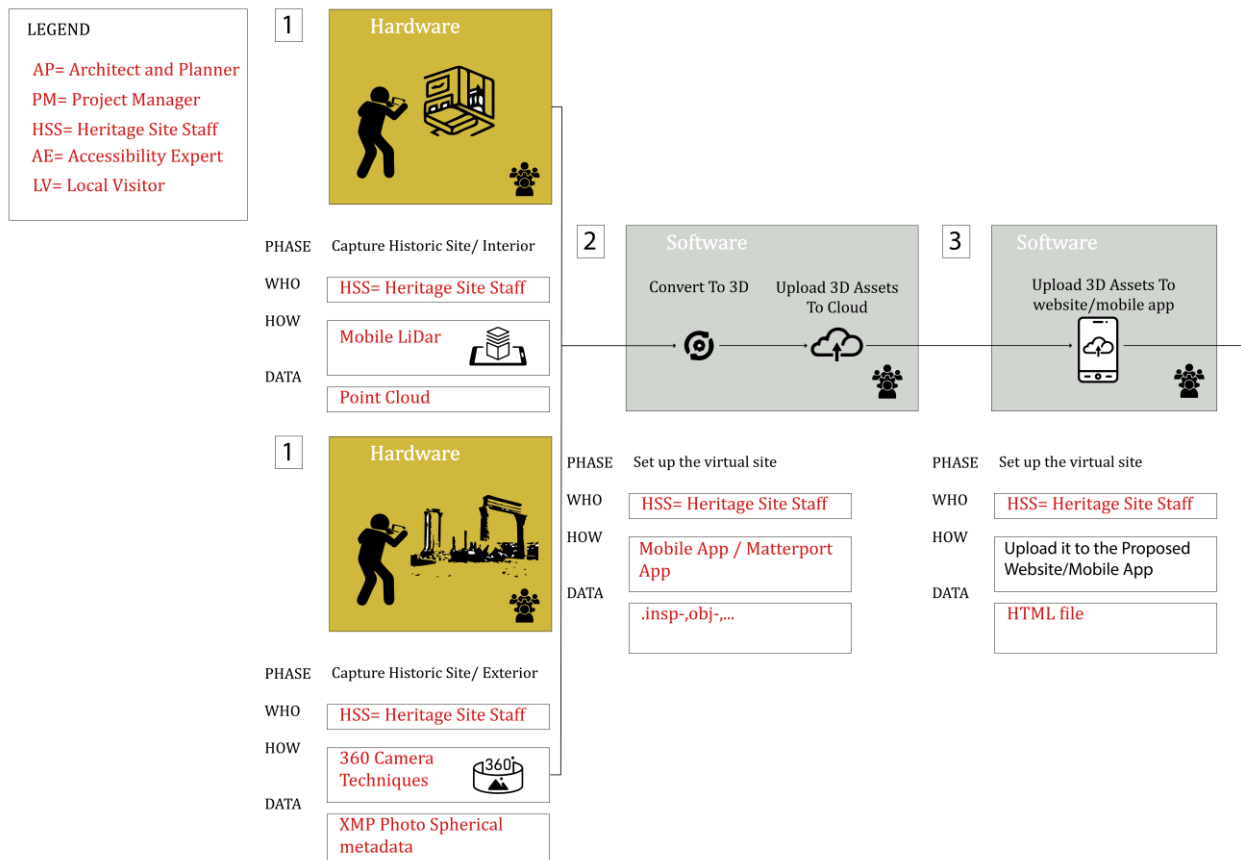 LEGEND
AP= Architect and Planner
PM= Project Manager
HSS= Heritage Site Staff
AE= Accessibility Expert
LV= Local Visitor
1
Hardware
PHASE Capture Historic Site/ Interior
WHO HSS= Heritage Site Staff
HOW Mobile LiDar
DATA Point Cloud
1
Hardware
PHASE Capture Historic Site/ Exterior
WHO HSS= Heritage Site Staff
HOW 360 Camera
Techniques
360°
DATA XMP Photo Spherical
metadata
2
Software
Convert To 3D
Upload 3D Assets
To Cloud
PHASE Set up the virtual site
WHO HSS= Heritage Site Staff
HOW Mobile App / Matterport
App
DATA .insp-,obj-,...
3
Software
Upload 3D Assets To
website/mobile app
PHASE Set up the virtual site
WHO HSS= Heritage Site Staff
HOW Upload it to the Proposed
Website/Mobile App
DATA HTML file